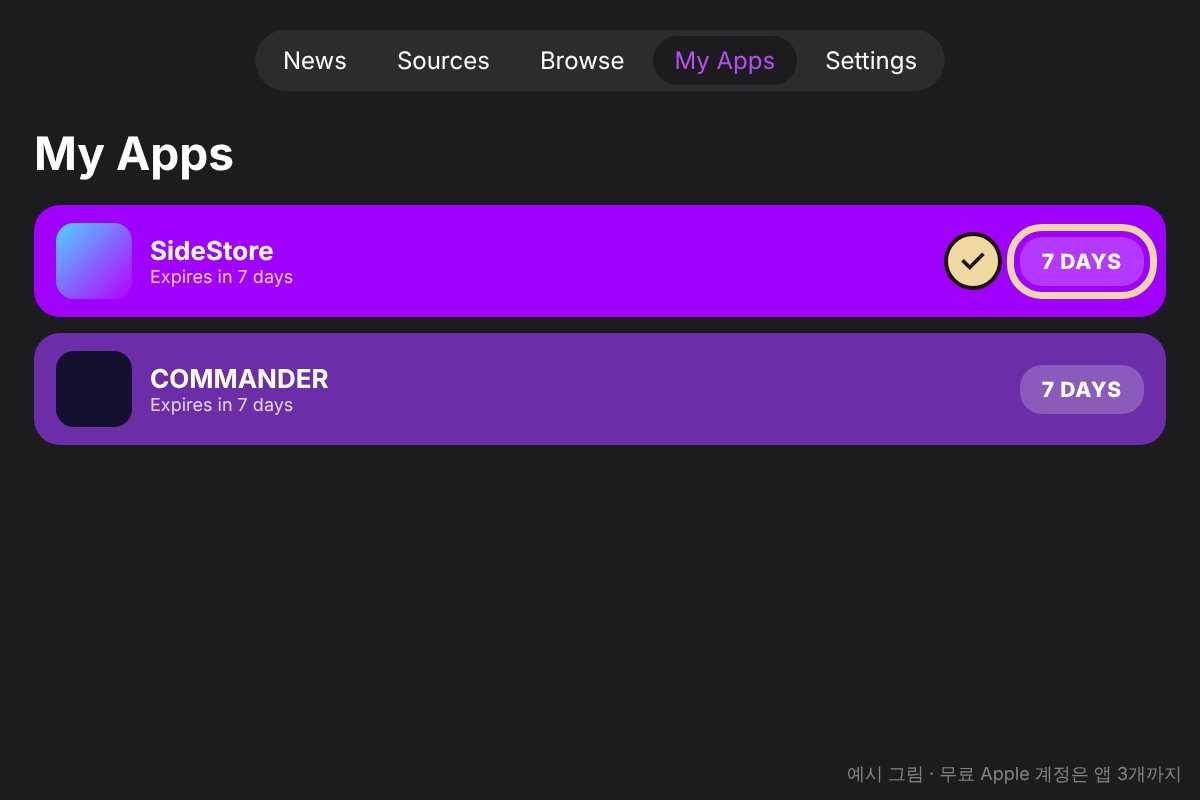 News Sources Browse My Apps Settings
My Apps
SideStore
Expires in 7 days
7 DAYS
COMMANDER
Expires in 7 days
7 DAYS
예시 그림 · 무료 Apple 계정은 앱 3개까지